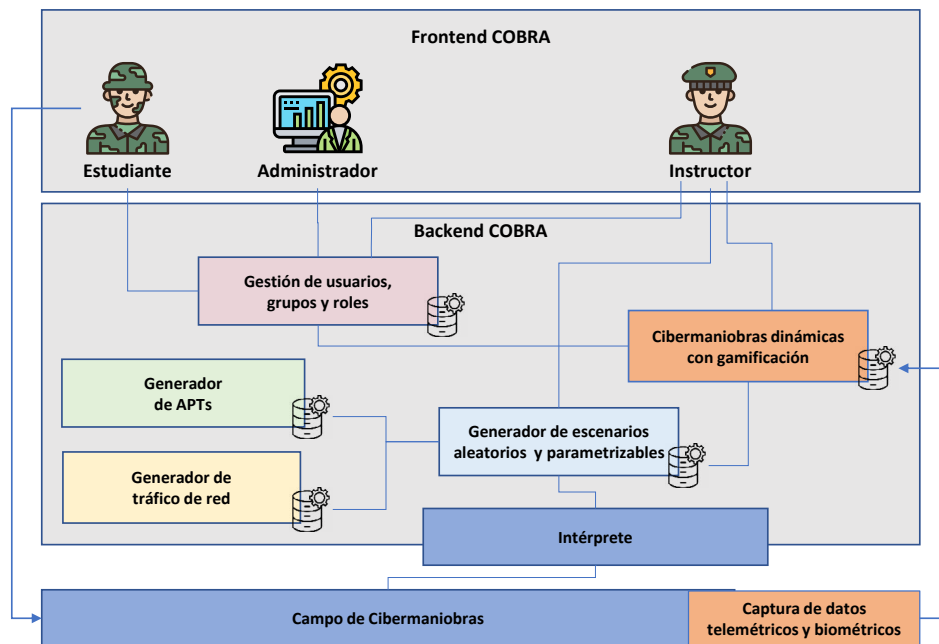 Frontend COBRA
Estudiante
Administrador
Instructor
Backend COBRA
Gestión de usuarios,
grupos y roles
Cibermaniobras dinámicas
con gamificación
Generador
de APTs
Generador de escenarios
aleatorios y parametrizables
Generador de
tráfico de red
Intérprete
Campo de Cibermaniobras
Captura de datos
telemétricos y biométricos